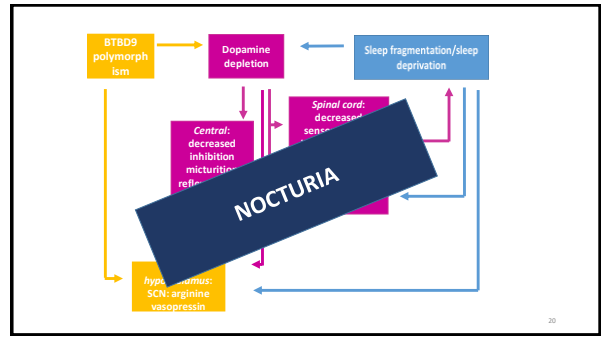 BTBD9
polymorph
ism
Dopamine
depletion
Sleep fragmentation/sleep
deprivation
Central:
decreased
inhibition
micturition
Spinal cord:
decreased
NOCTURIA
SCN: arginine
vasopressin
20